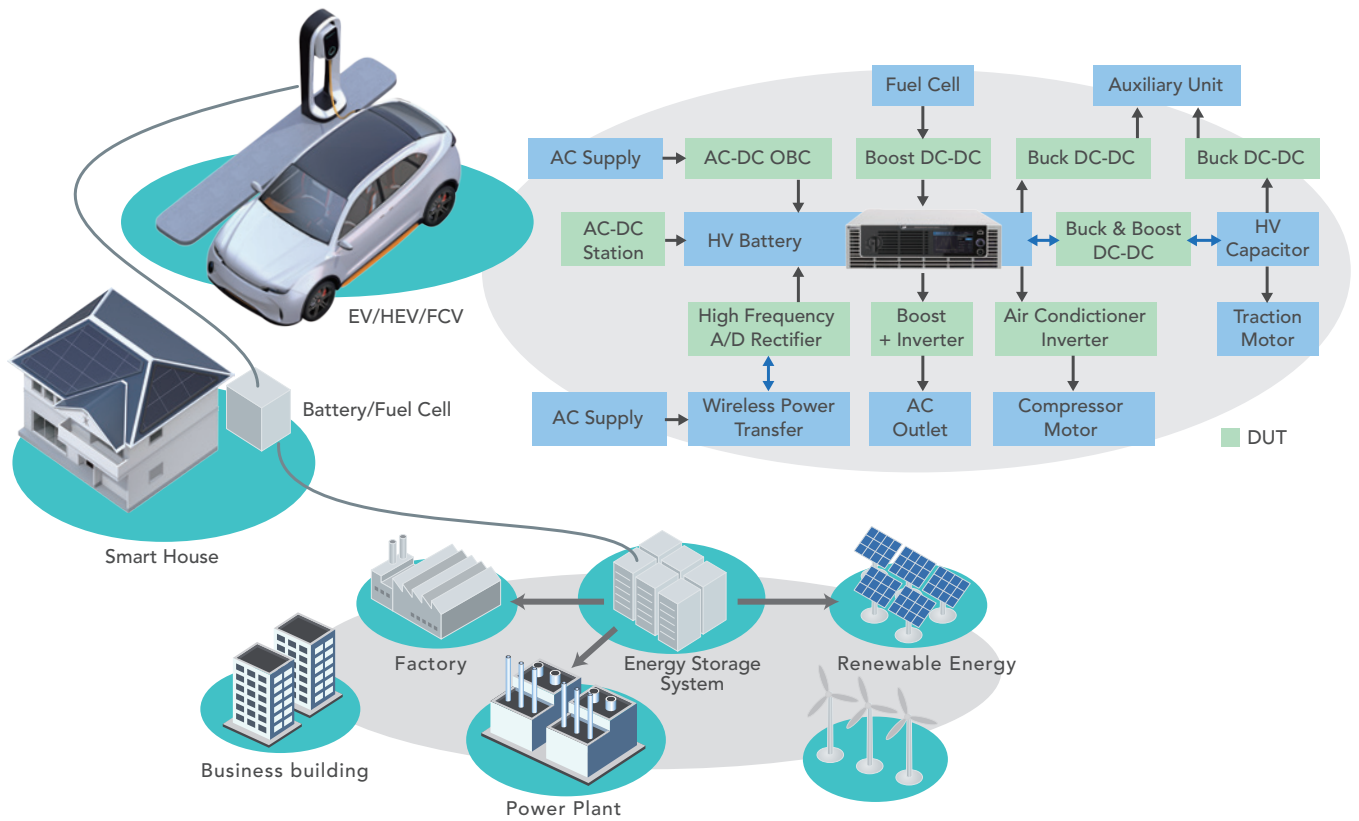 Fuel Cell
Auxiliary Unit
AC Supply
AC-DC OBC
Boost DC-DC
Buck DC-DC
Buck DC-DC
AC-DC
Station
HV Battery
Buck & Boost
DC-DC
HV
Capacitor
EV/HEV/FCV
High Frequency
A/D Rectifier
Boost
+ Inverter
Air Condictioner
Inverter
Traction
Motor
Battery/Fuel Cell
AC Supply
Wireless Power
Transfer
AC
Outlet
Compressor
Motor
DUT
Smart House
Factory
Energy Storage
System
Renewable Energy
Business building
Power Plant